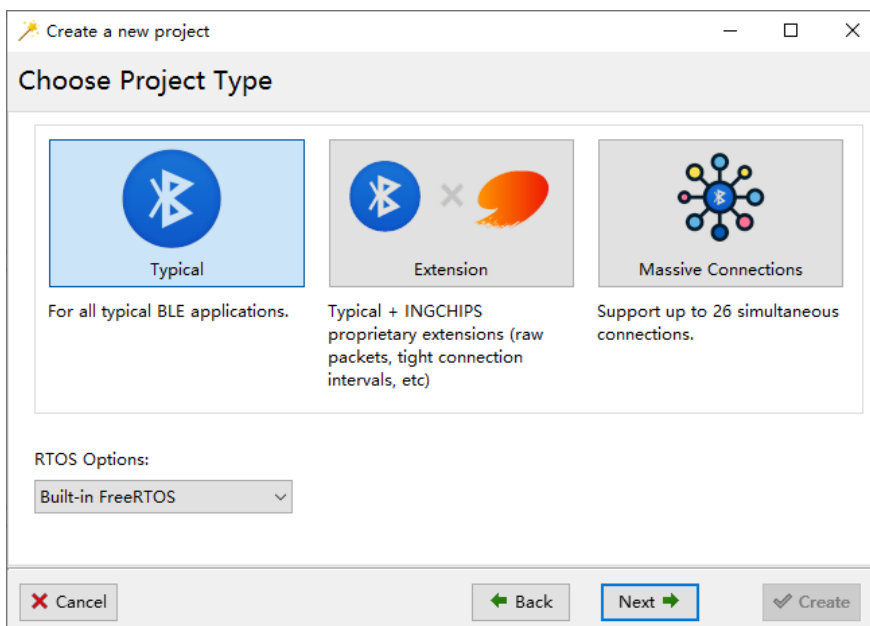 Create a new project
Choose Project Type
Typical
Extension
Massive Connections
For all typical BLE applications.
Typical + INGCHIPS
proprietary extensions (raw
packets, tight connection
intervals, etc)
Support up to 26 simultaneous
connections.
RTOS Options:
Built-in FreeRTOS
Cancel
Back
Next
Create